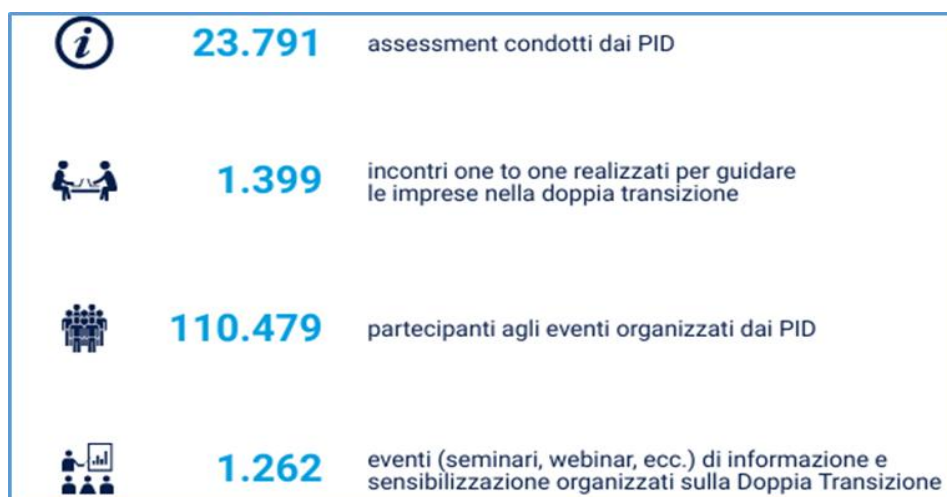 23.791 assessment condotti dai PID
1.399 incontri one to one realizzati per guidare
le imprese nella doppia transizione
110.479 partecipanti agli eventi organizzati dai PID
1.262 eventi (seminari, webinar, ecc.) di informazione e
sensibilizzazione organizzati sulla Doppia Transizione